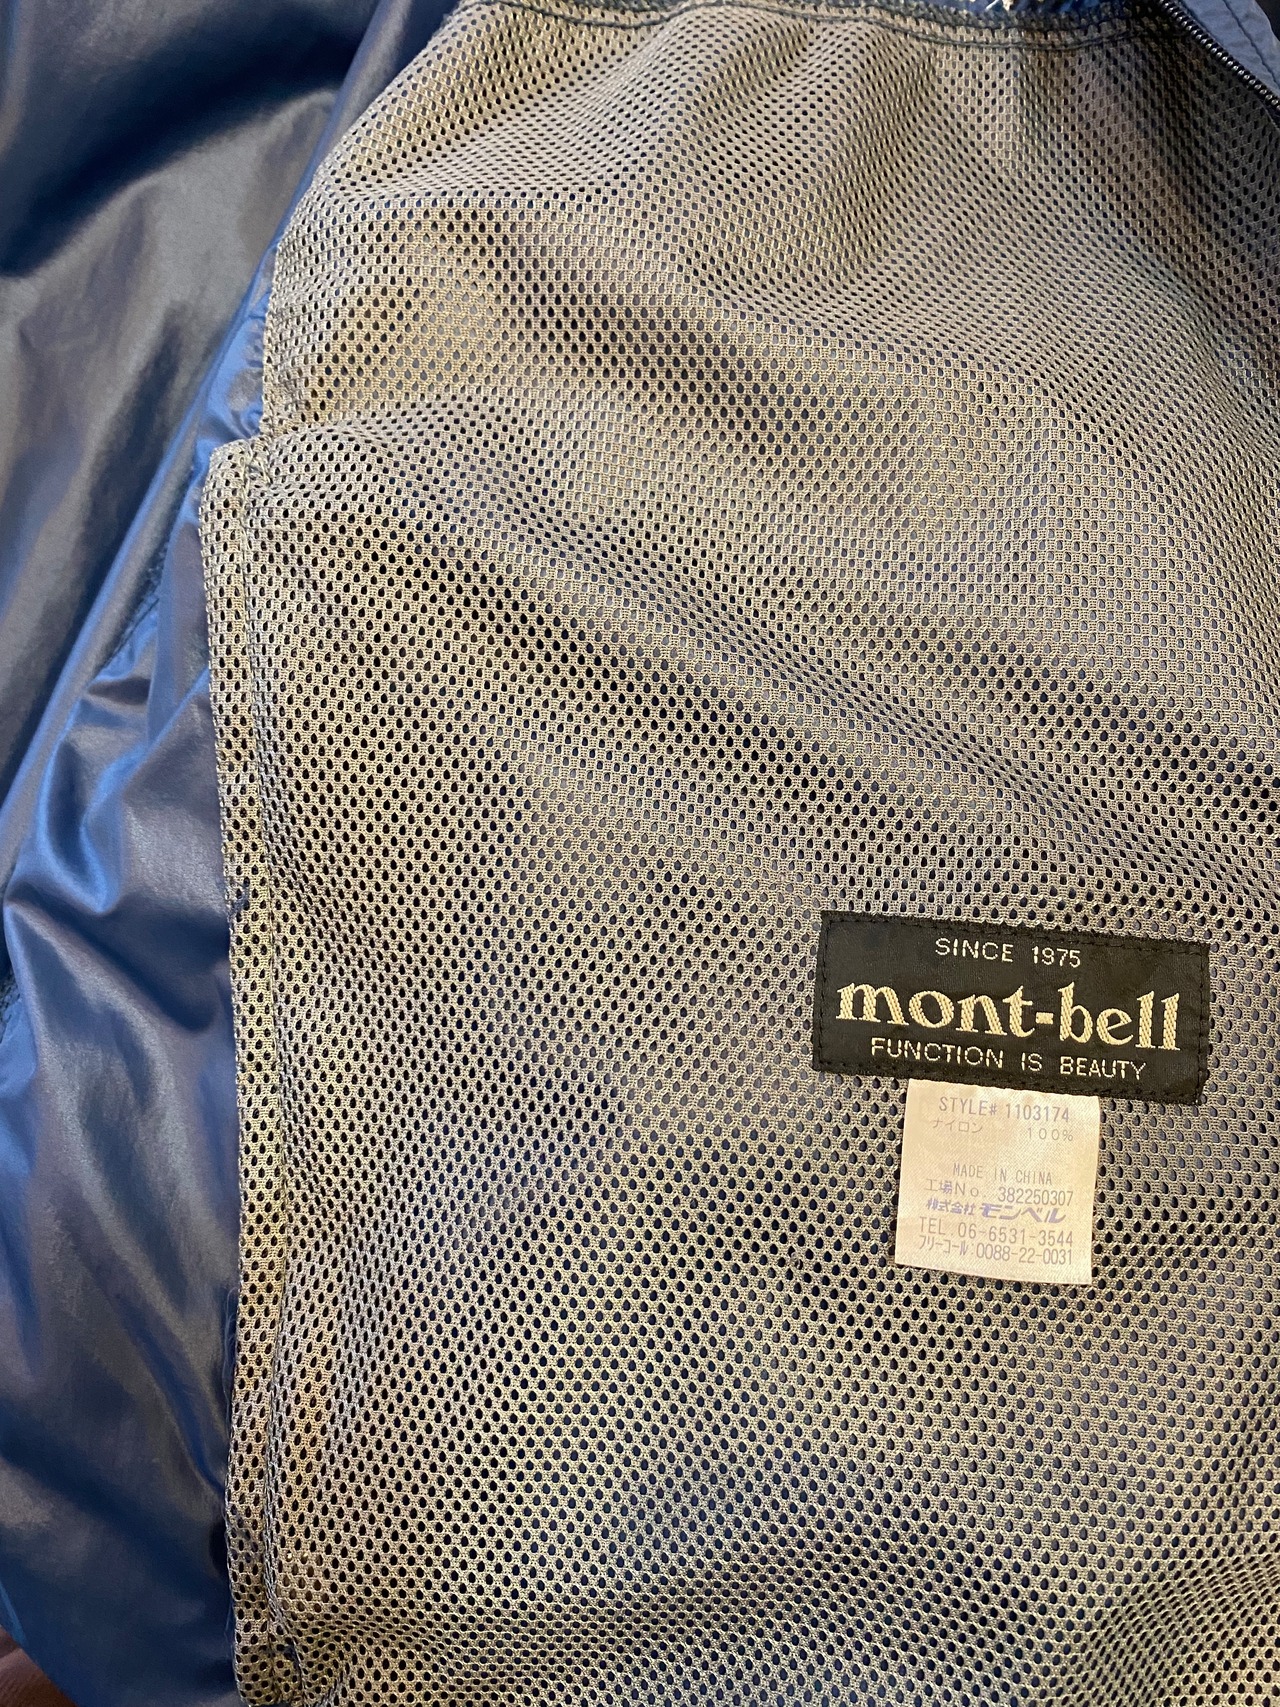 SINCE 1975
mont-bell
FUNCTION IS BEAUTY
STYLE# 1103174
ナイロン 100%
MADE IN CHINA
工場No. 382250307
株式会社 モンベル
TEL.06-6531-3544
フリーコール:0088-22-0031